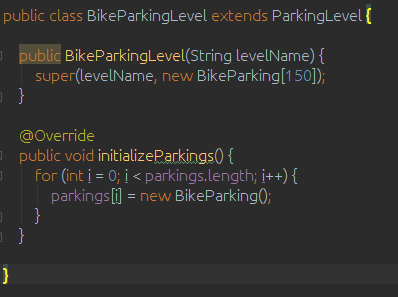 public class BikeParkingLevel extends ParkingLevel {
public BikeParkingLevel(String levelName) {
super(levelName, new BikeParking[150]);
}
@Override
public void initializeParkings() {
for (int i = 0; i < parkings.length; i++) {
parkings[i] = new BikeParking();
}
}
}